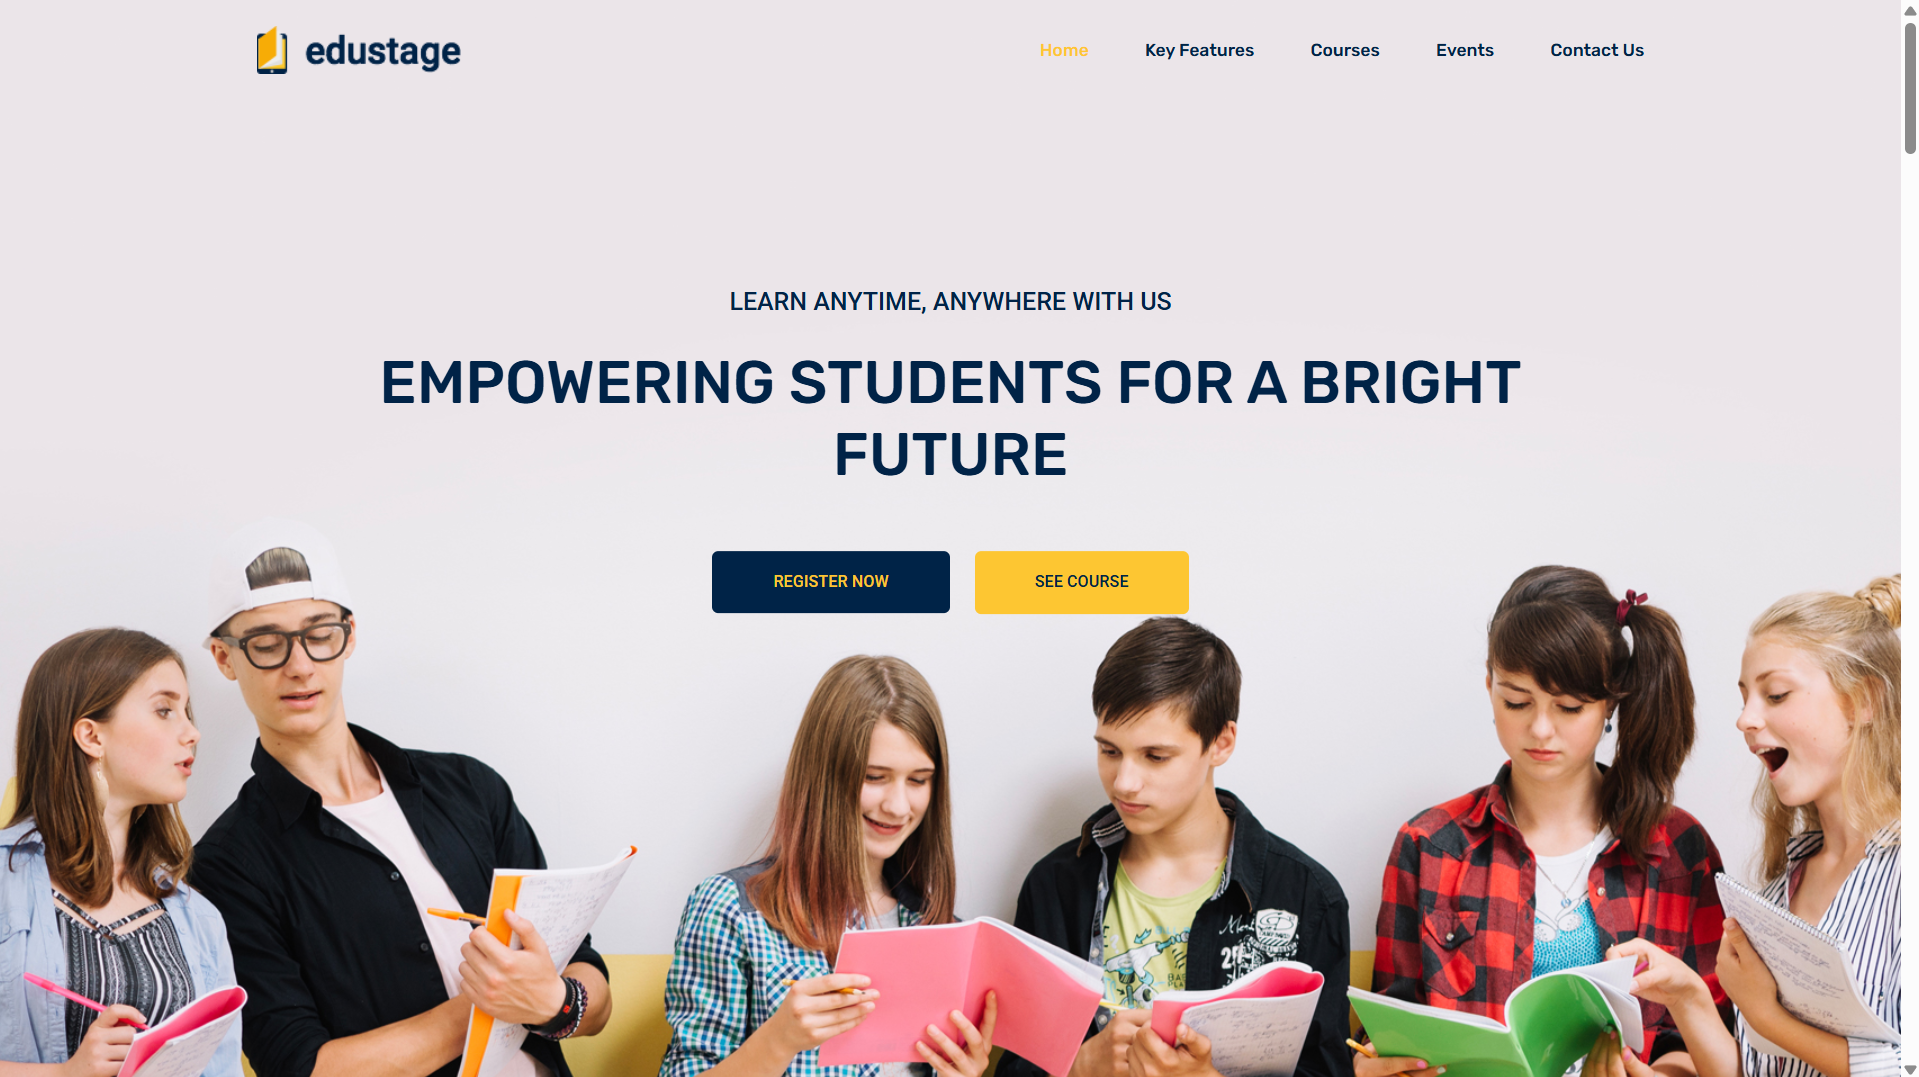 edustage
Home
Key Features
Courses
Events
Contact Us
LEARN ANYTIME, ANYWHERE WITH US
EMPOWERING STUDENTS FOR A BRIGHT
FUTURE
REGISTER NOW
SEE COURSE